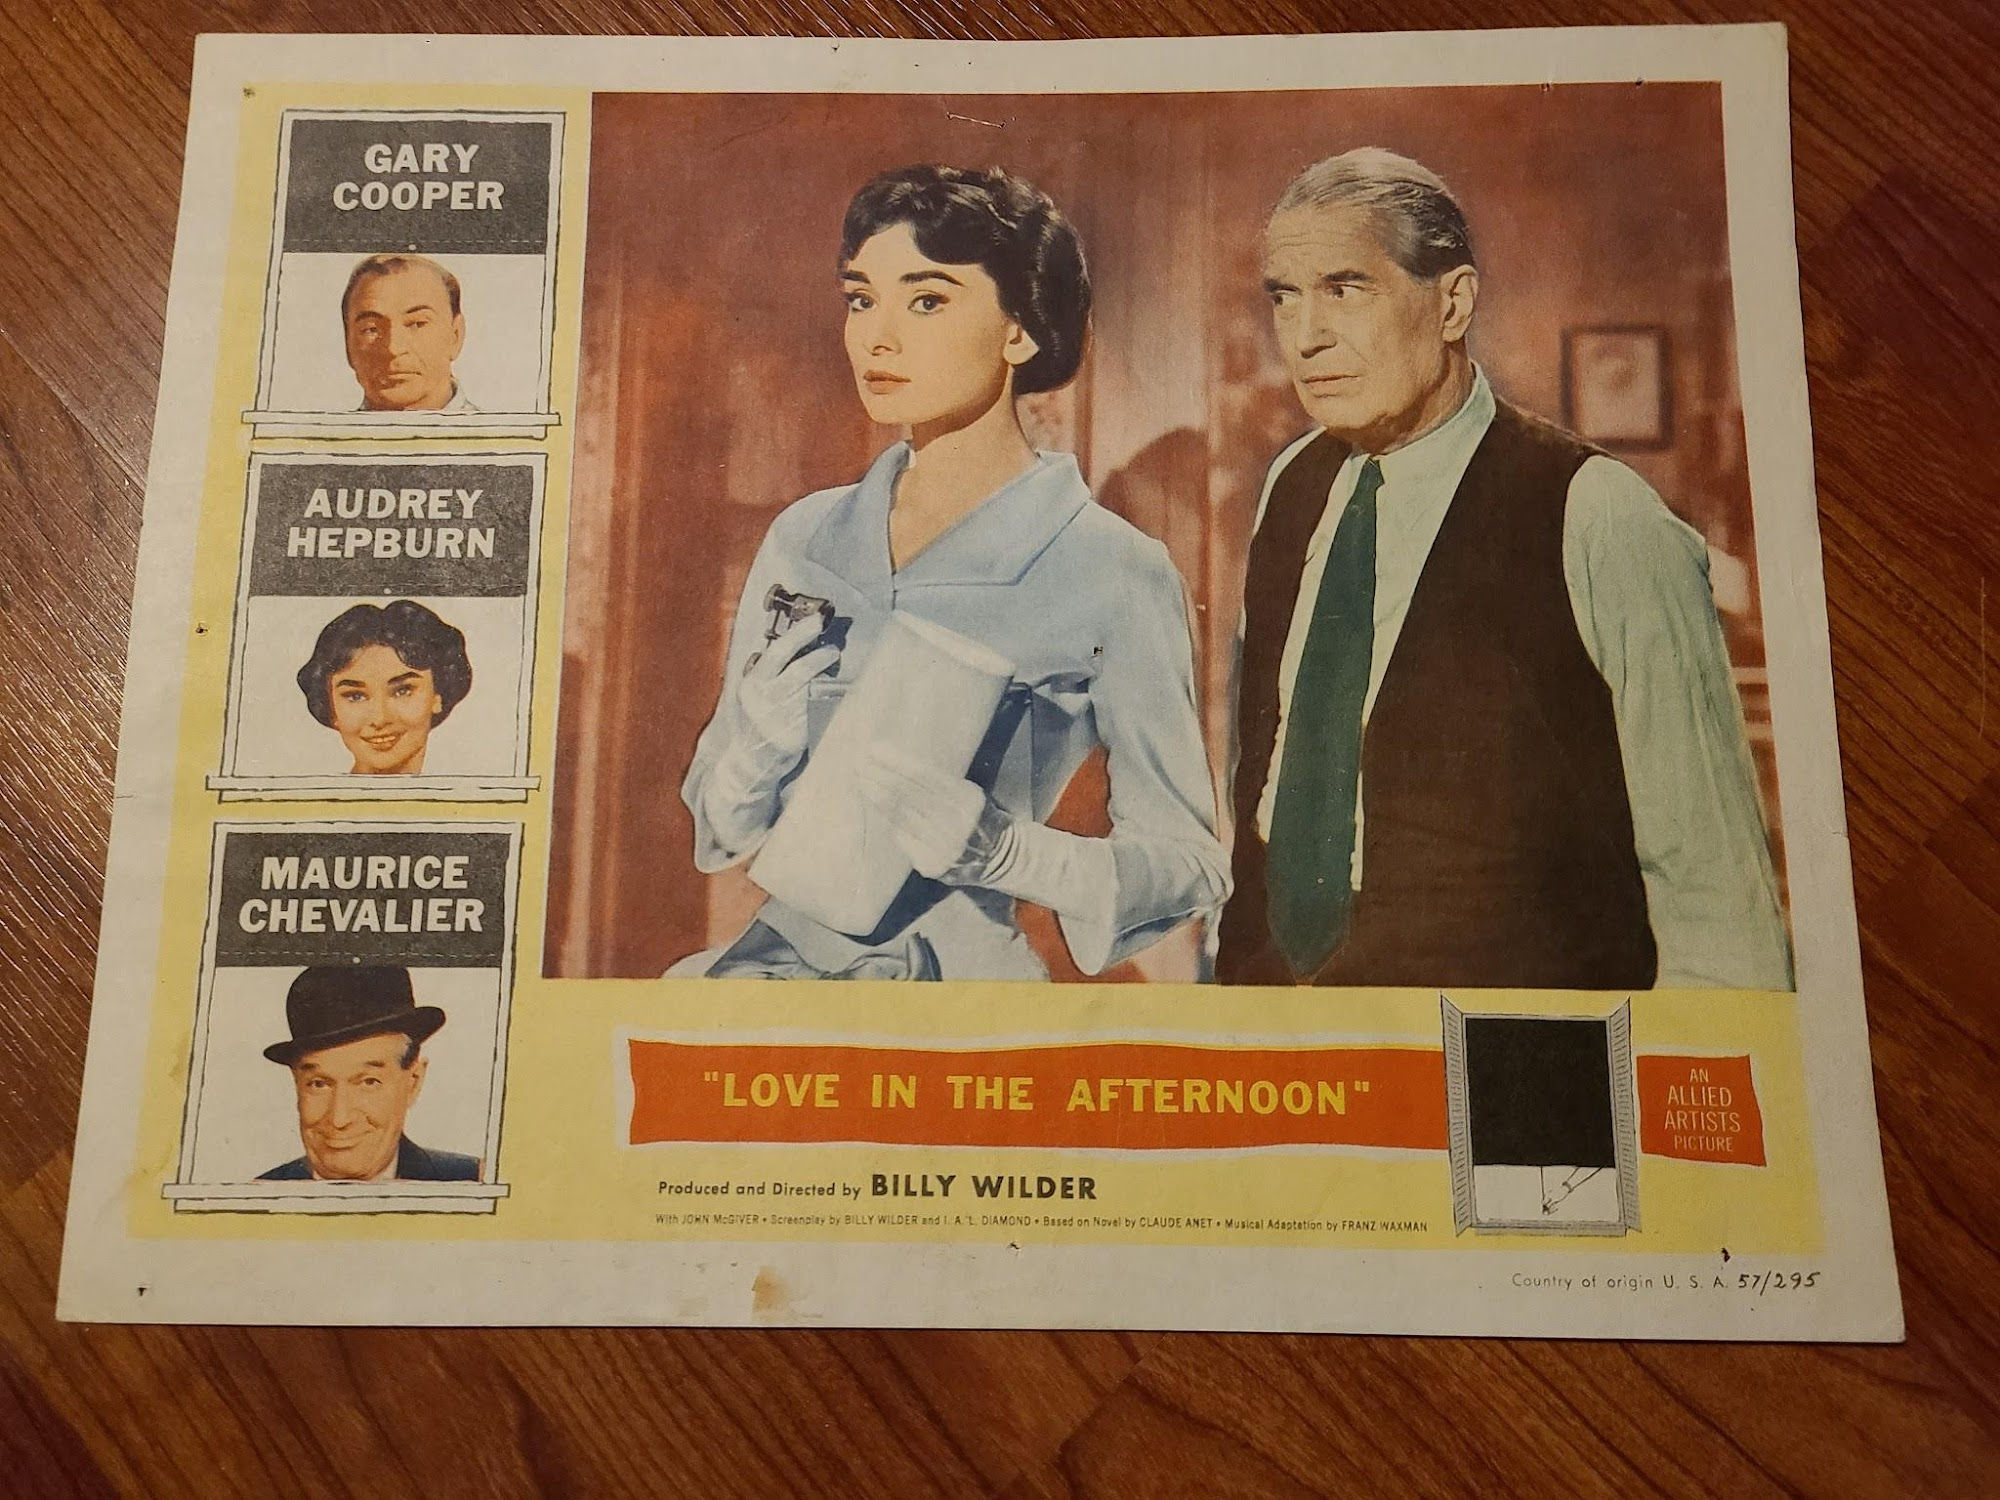 GARY
COOPER
AUDREY
HEPBURN
MAURICE
CHEVALIER
"LOVE IN THE AFTERNOON"
AN
ALLIED
ARTISTS
PICTURE
Produced and Directed by BILLY WILDER
With JOHN McGIVER • Screenplay by BILLY WILDER and I. A. L. DIAMOND • Based on Novel by CLAUDE ANET • Musical Adaptation by FRANZ WAXMAN
Country of origin U. S. A. 57/295